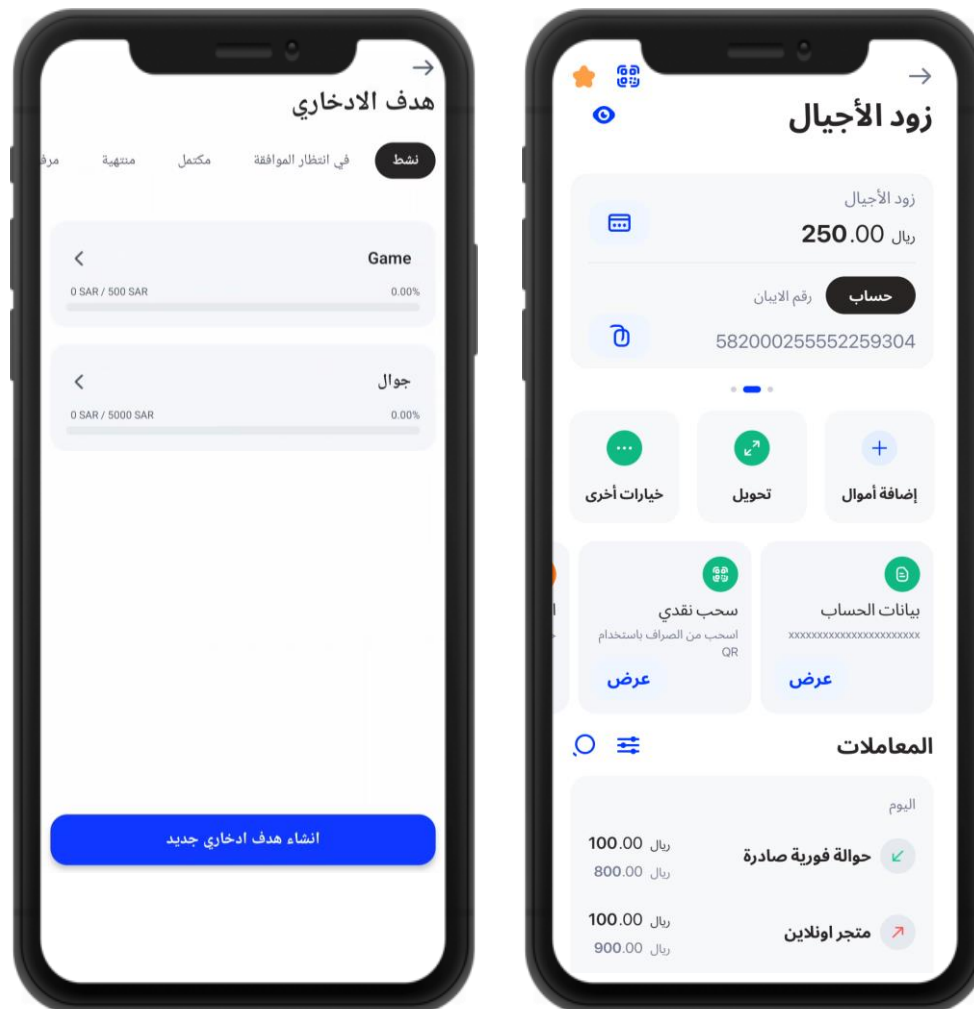 هدف الادخاري
نشط
في انتظار الموافقة
مكتمل
منتهية
Game
0.00%
0 SAR / 500 SAR
جوال
0.00%
0 SAR / 5000 SAR
انشاء هدف ادخاري جديد
زود الأجيال
زود الأجيال
250.00 ريال
حساب
رقم الايبان
582000255552259304
إضافة أموال
تحويل
خيارات أخرى
بيانات الحساب
xxxxxxxxxxxxxxxxxxxxxxx
عرض
سحب نقدي
اسحب من الصراف باستخدام
QR
عرض
المعاملات
اليوم
حوالة فورية صادرة
100.00 ريال
800.00 ريال
متجر اونلاين
100.00 ريال
900.00 ريال